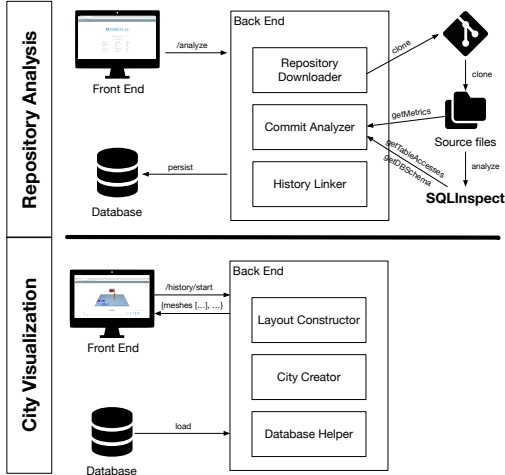 Repository Analysis
Back End
/analyze
Front End
Repository
Downloader
clone
clone
Commit Analyzer
getMetrics
Source files
getTableAccesses
getDBSchema
analyze
SQLInspect
persist
History Linker
Database
City Visualization
Back End
/history/start
{meshes [...], ...}
Front End
Layout Constructor
City Creator
load
Database Helper
Database